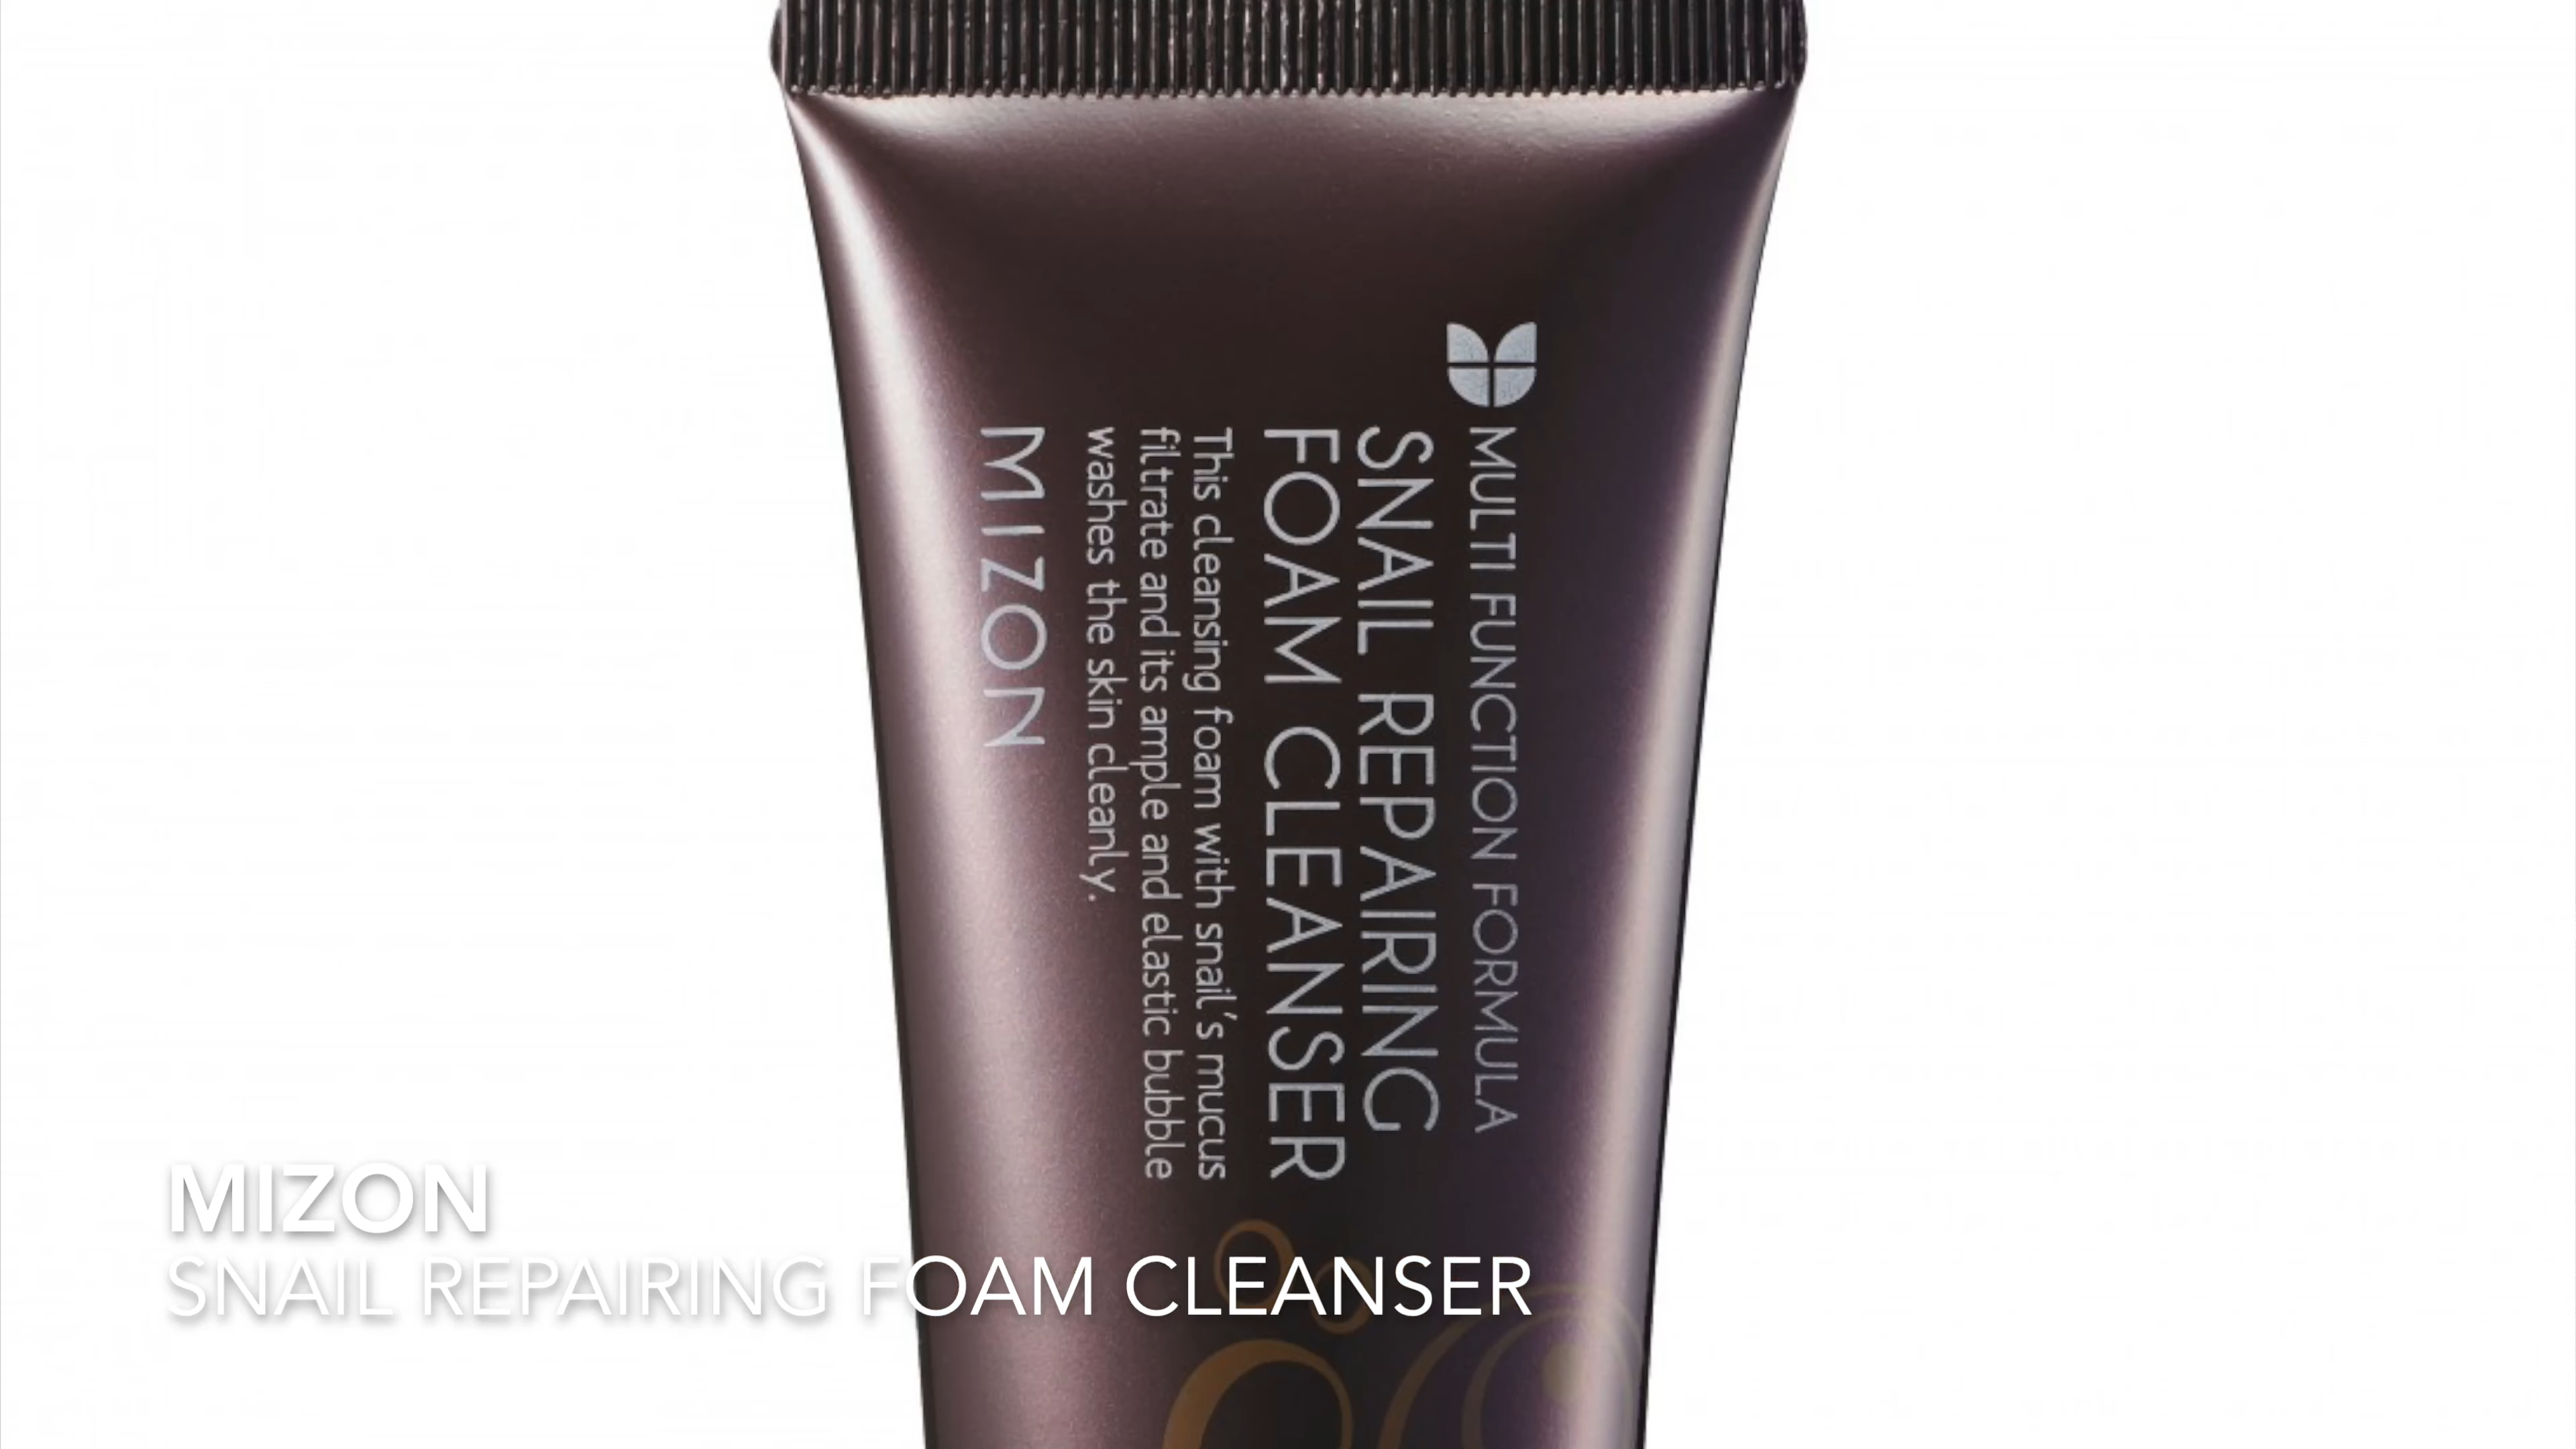 MULTI FUNCTION FORMULA
SNAIL REPAIRING
FOAM CLEANSER
This cleansing foam with snail's mucus
filtrate and its ample and elastic bubble
washes the skin cleanly.
MIZON
MIZON
SNAIL REPAIRING FOAM CLEANSER